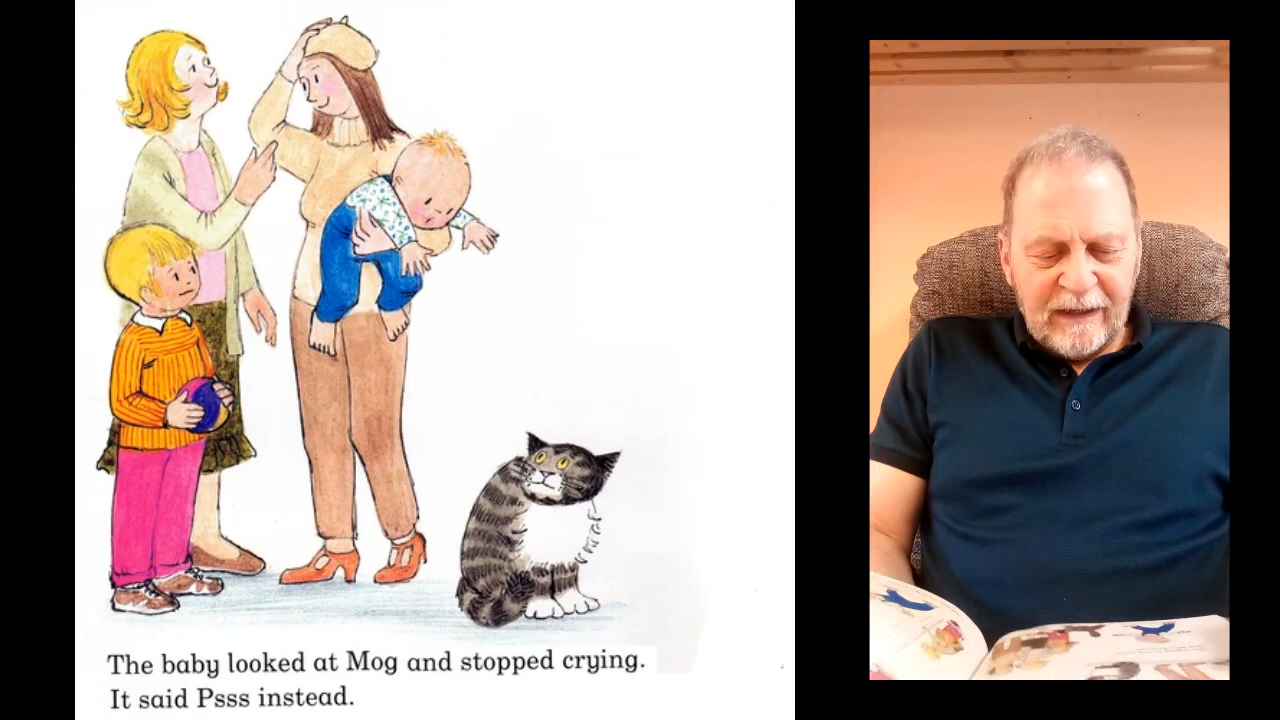 The baby looked at Mog and stopped crying.
It said Psss instead.